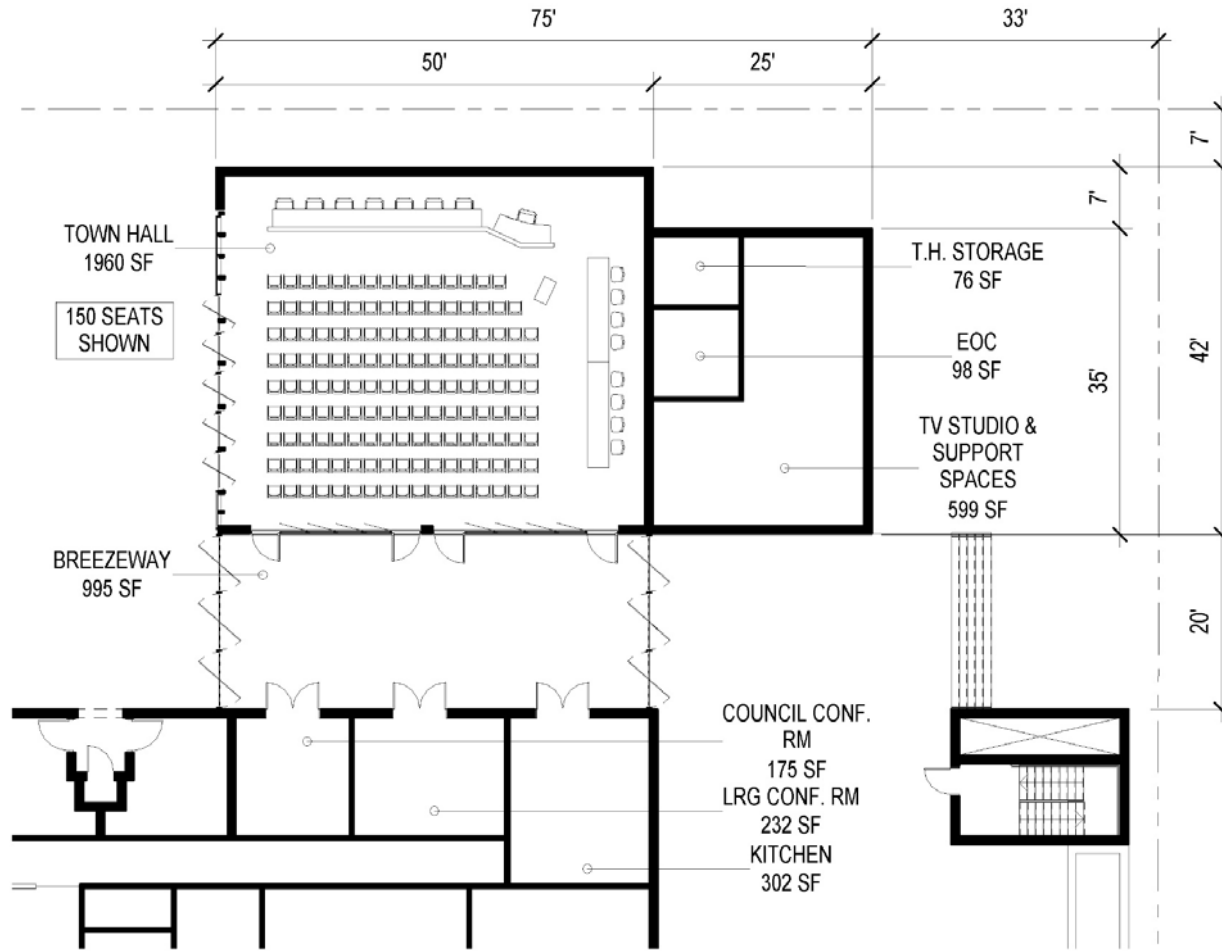 75'
33'
50'
25'
7'
7'
TOWN HALL
1960 SF
150 SEATS
SHOWN
T.H. STORAGE
76 SF
EOC
98 SF
42'
35'
TV STUDIO &
SUPPORT
SPACES
599 SF
BREEZEWAY
995 SF
20'
COUNCIL CONF.
RM
175 SF
LRG CONF. RM
232 SF
KITCHEN
302 SF